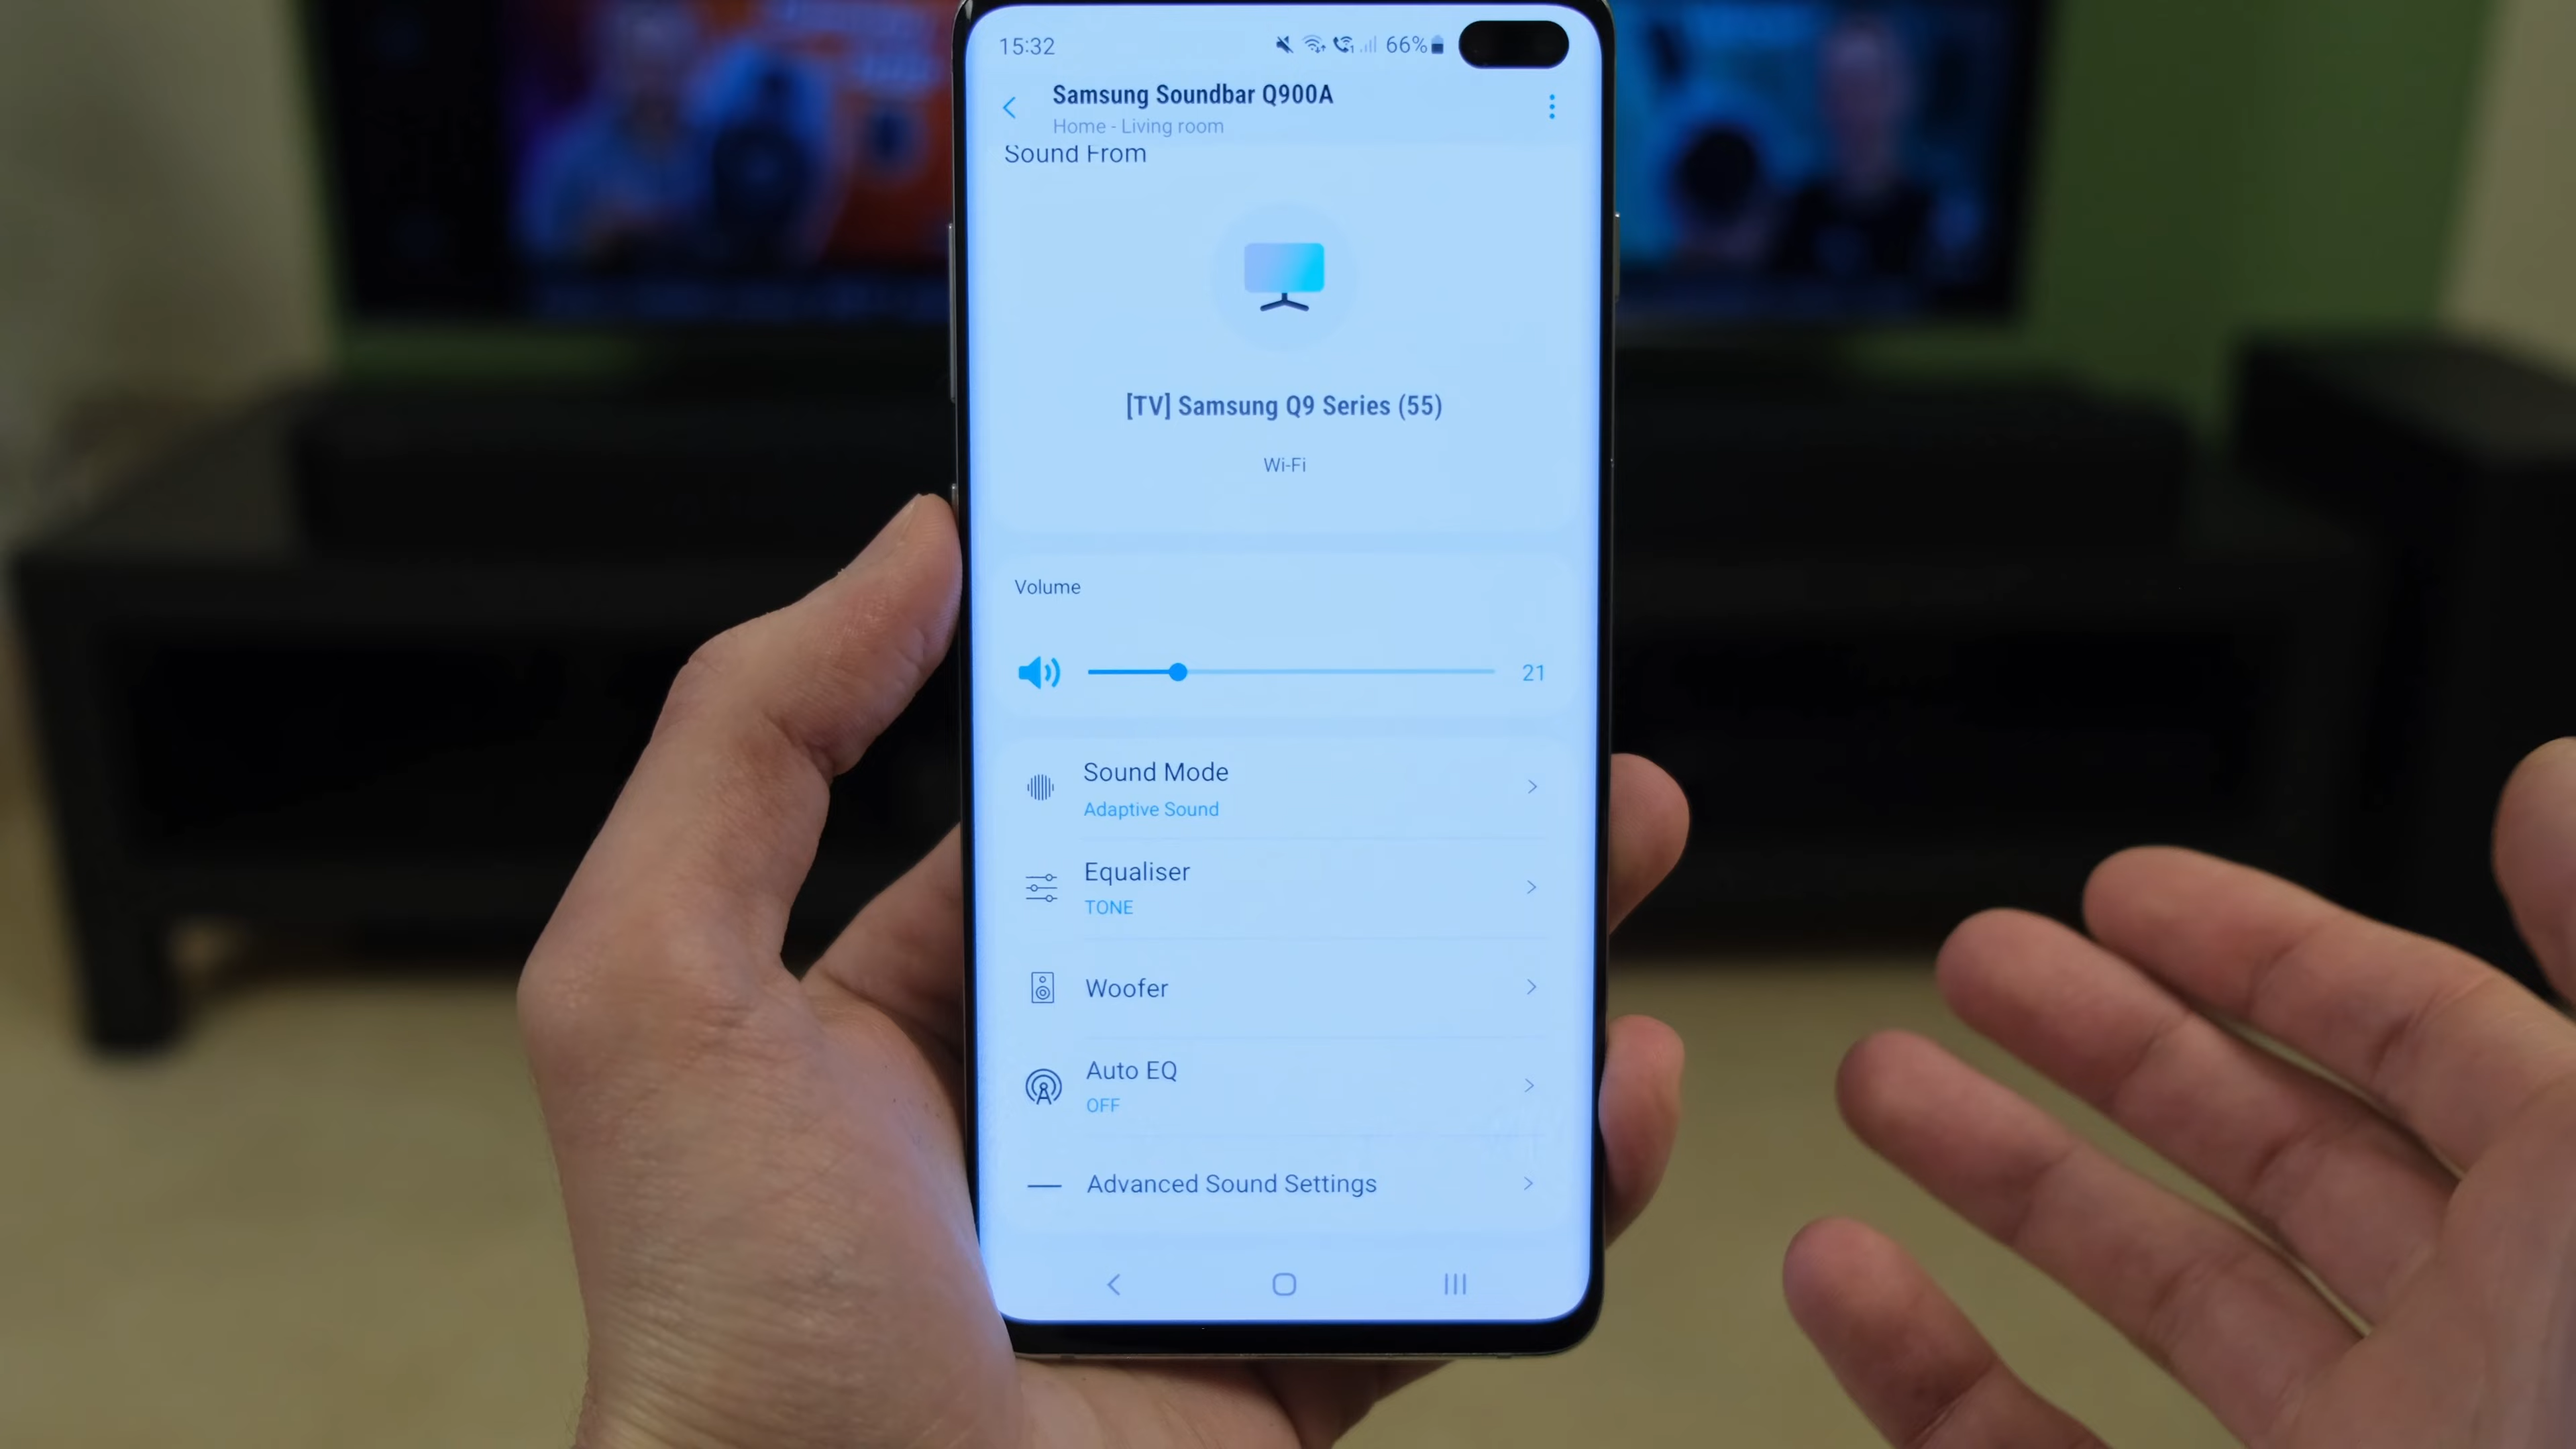 15:32
66%
Samsung Soundbar Q900A
Home - Living room
Sound From
[TV] Samsung Q9 Series (55)
Wi-Fi
Volume
21
Sound Mode
Adaptive Sound
Equaliser
TONE
Woofer
Auto EQ
OFF
Advanced Sound Settings